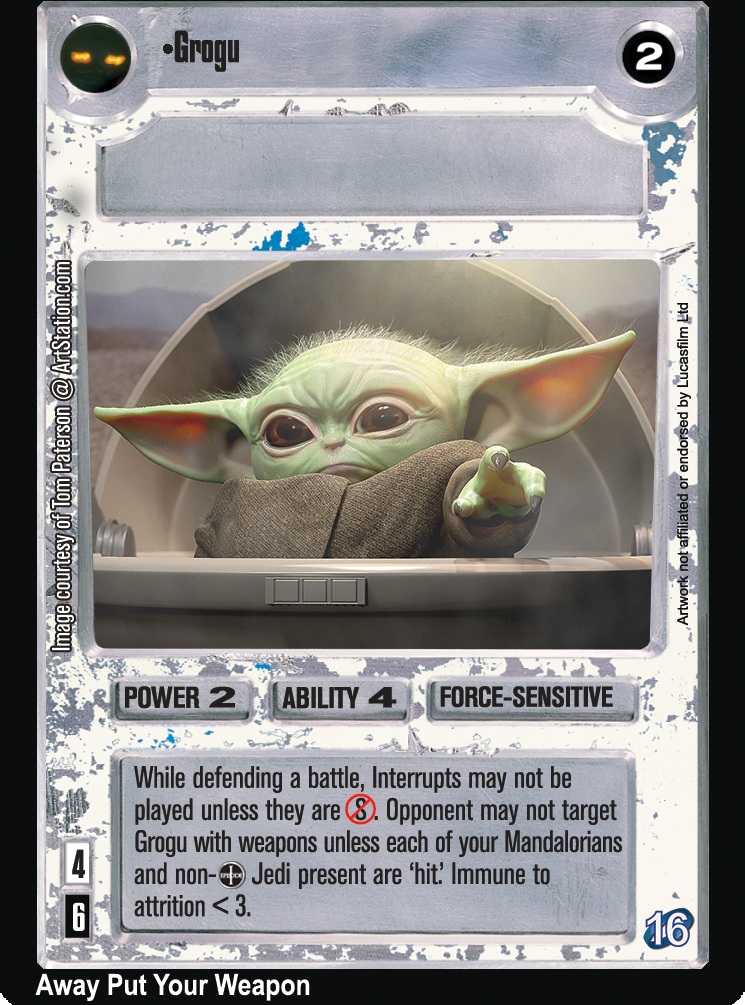 •Grogu
2
Image courtesy of Tom Paterson @ ArtStation.com
Artwork not affiliated or endorsed by Lucasfilm Ltd
POWER 2
ABILITY 4
FORCE-SENSITIVE
While defending a battle, Interrupts may not be
played unless they are 8. Opponent may not target
Grogu with weapons unless each of your Mandalorians
and non- Jedi present are ‘hit.’ Immune to
attrition < 3.
4
6
16
Away Put Your Weapon